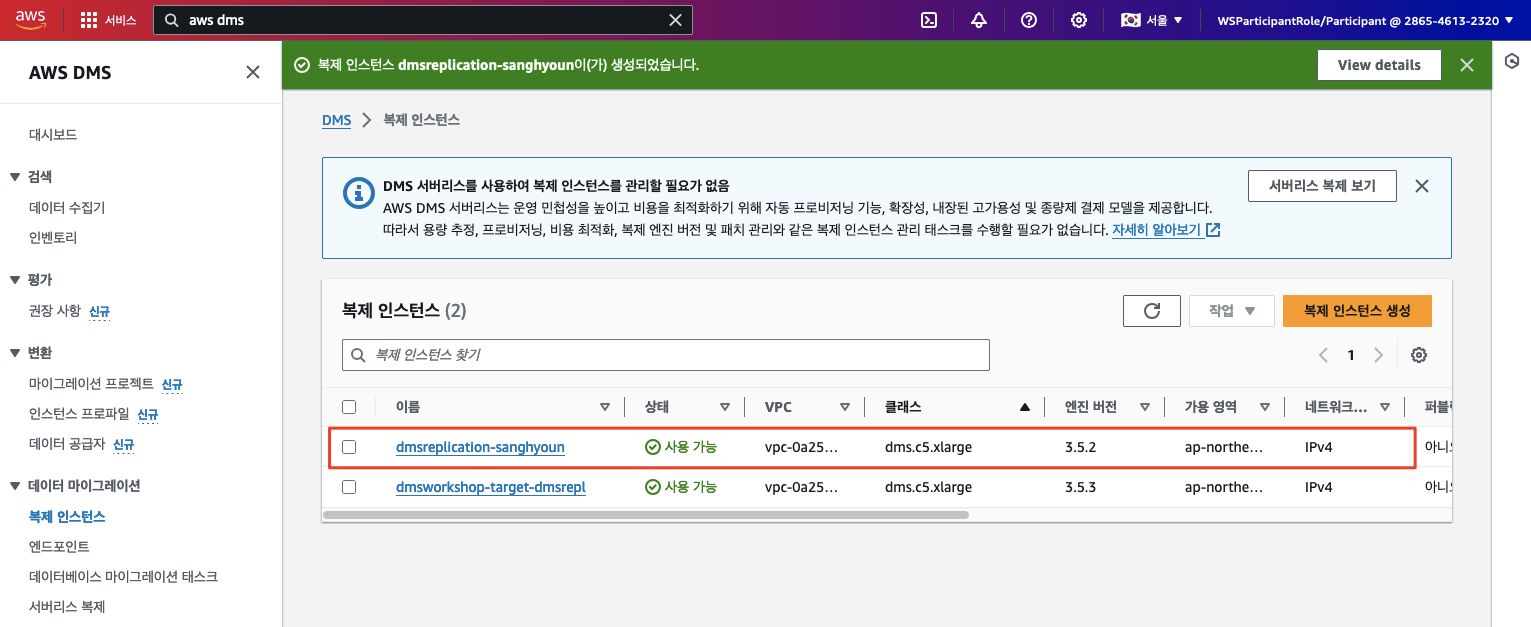 aws
서비스
aws dms
서울
WSParticipantRole/Participant @ 2865-4613-2320
AWS DMS
대시보드
검색
데이터 수집기
인벤토리
평가
권장 사항 신규
변환
마이그레이션 프로젝트 신규
인스턴스 프로파일 신규
데이터 공급자 신규
데이터 마이그레이션
복제 인스턴스
엔드포인트
데이터베이스 마이그레이션 태스크
서버리스 복제
복제 인스턴스 dmsreplication-sanghyoun이(가) 생성되었습니다.
View details
DMS > 복제 인스턴스
DMS 서버리스를 사용하여 복제 인스턴스를 관리할 필요가 없음
AWS DMS 서버리스는 운영 민첩성을 높이고 비용을 최적화하기 위해 자동 프로비저닝 기능, 확장성, 내장된 고가용성 및 종량제 결제 모델을 제공합니다.
따라서 용량 추정, 프로비저닝, 비용 최적화, 복제 엔진 버전 및 패치 관리와 같은 복제 인스턴스 관리 태스크를 수행할 필요가 없습니다. 자세히 알아보기
서버리스 복제 보기
복제 인스턴스 (2)
작업
복제 인스턴스 생성
복제 인스턴스 찾기
1
이름 상태 VPC 클래스 엔진 버전 가용 영역 네트워크...
dmsreplication-sanghyoun 사용 가능 vpc-0a25... dms.c5.xlarge 3.5.2 ap-northe... IPv4
dmsworkshop-target-dmsrepl 사용 가능 vpc-0a25... dms.c5.xlarge 3.5.3 ap-northe... IPv4